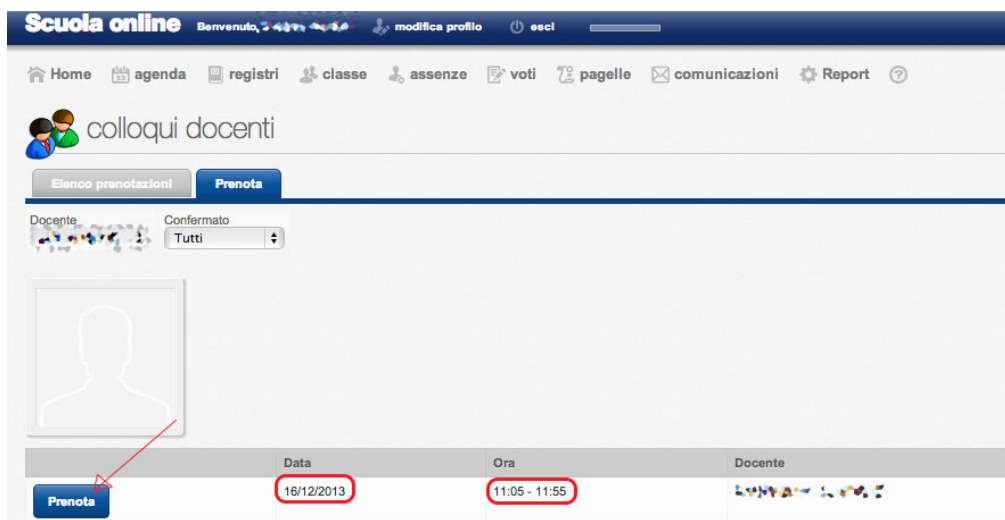 Scuola online Benvenuto, modifica profilo esci
Home agenda registri classe assenze voti pagelle comunicazioni Report ?
colloqui docenti
Elenco prenotazioni Prenota
Docente Confermato
Tutti
Data Ora Docente
Prenota 16/12/2013 11:05 - 11:55